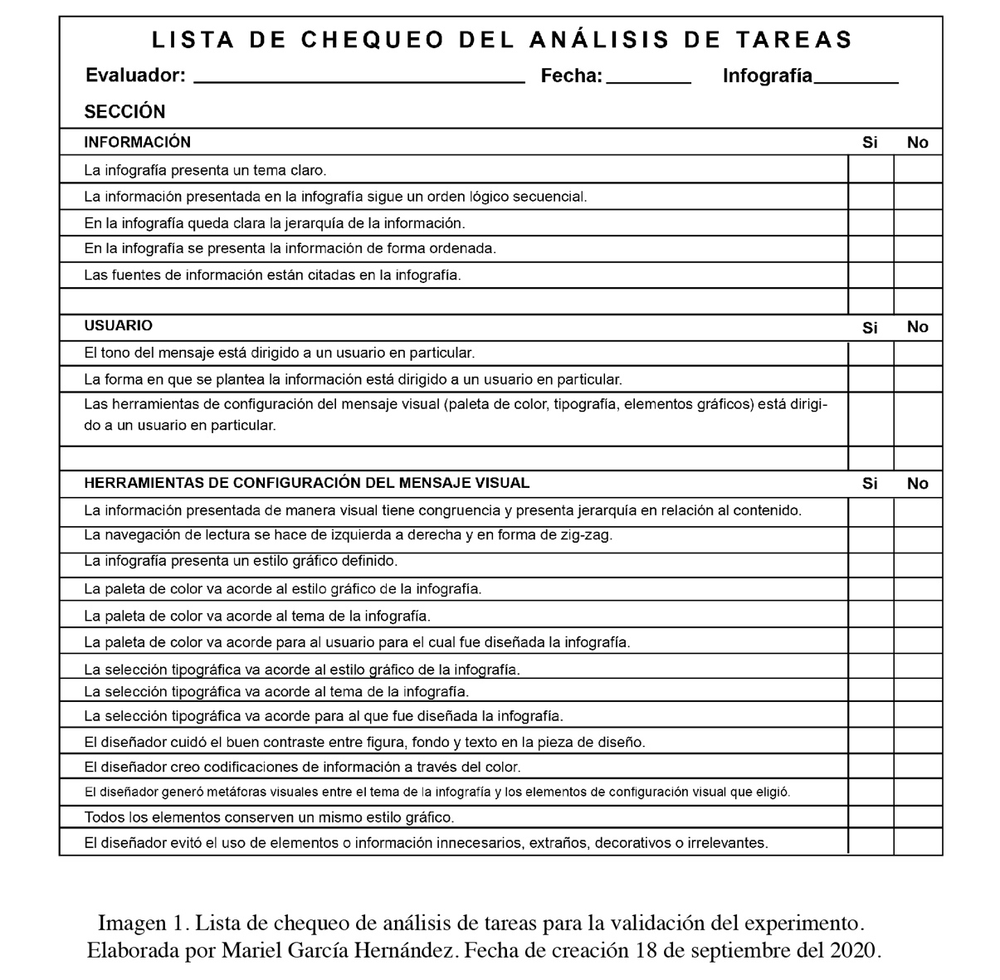 LISTA DE CHEQUEO DEL ANÁLISIS DE TAREAS
Evaluador: Fecha: Infografía
SECCIÓN
INFORMACIÓN Si No
La infografía presenta un tema claro.
La información presentada en la infografía sigue un orden lógico secuencial.
En la infografía queda clara la jerarquía de la información.
En la infografía se presenta la información de forma ordenada.
Las fuentes de información están citadas en la infografía.
USUARIO Si No
El tono del mensaje está dirigido a un usuario en particular.
La forma en que se plantea la información está dirigido a un usuario en particular.
Las herramientas de configuración del mensaje visual (paleta de color, tipografía, elementos gráficos) está dirigi-
do a un usuario en particular.
HERRAMIENTAS DE CONFIGURACIÓN DEL MENSAJE VISUAL Si No
La información presentada de manera visual tiene congruencia y presenta jerarquía en relación al contenido.
La navegación de lectura se hace de izquierda a derecha y en forma de zig-zag.
La infografía presenta un estilo gráfico definido.
La paleta de color va acorde al estilo gráfico de la infografía.
La paleta de color va acorde al tema de la infografía.
La paleta de color va acorde para al usuario para el cual fue diseñada la infografía.
La selección tipográfica va acorde al estilo gráfico de la infografía.
La selección tipográfica va acorde al tema de la infografía.
La selección tipográfica va acorde para al que fue diseñada la infografía.
El diseñador cuidó el buen contraste entre figura, fondo y texto en la pieza de diseño.
El diseñador creo codificaciones de información a través del color.
El diseñador generó metáforas visuales entre el tema de la infografía y los elementos de configuración visual que eligió.
Todos los elementos conserven un mismo estilo gráfico.
El diseñador evitó el uso de elementos o información innecesarios, extraños, decorativos o irrelevantes.
Imagen 1. Lista de chequeo de análisis de tareas para la validación del experimento.
Elaborada por Mariel García Hernández. Fecha de creación 18 de septiembre del 2020.